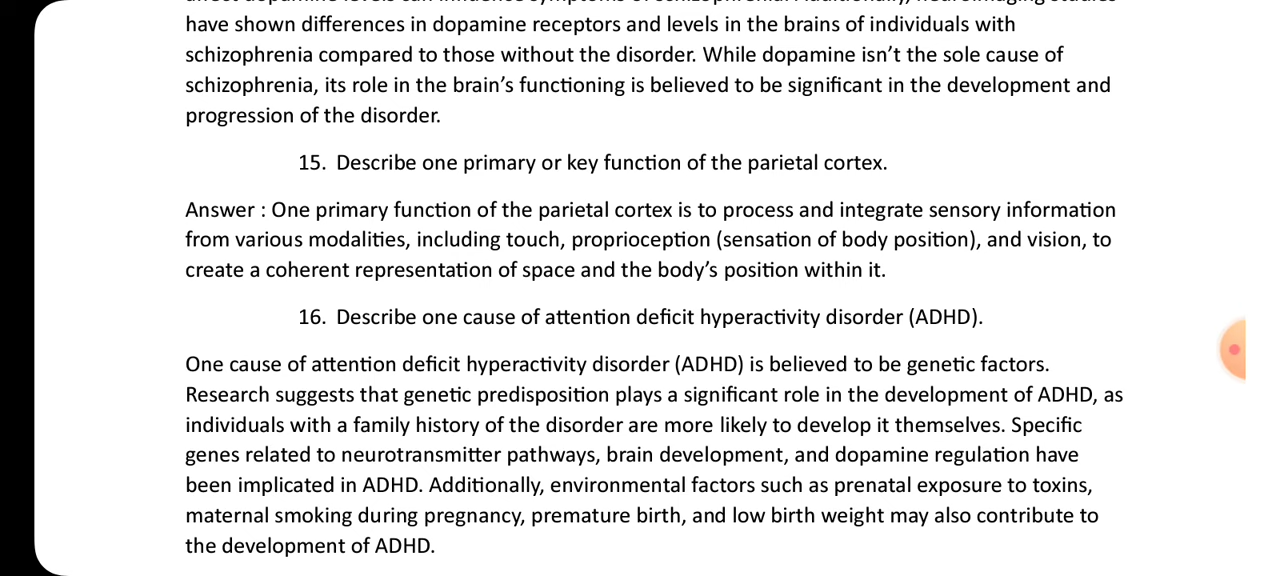 have shown differences in dopamine receptors and levels in the brains of individuals with
schizophrenia compared to those without the disorder. While dopamine isn’t the sole cause of
schizophrenia, its role in the brain’s functioning is believed to be significant in the development and
progression of the disorder.
15. Describe one primary or key function of the parietal cortex.
Answer : One primary function of the parietal cortex is to process and integrate sensory information
from various modalities, including touch, proprioception (sensation of body position), and vision, to
create a coherent representation of space and the body’s position within it.
16. Describe one cause of attention deficit hyperactivity disorder (ADHD).
One cause of attention deficit hyperactivity disorder (ADHD) is believed to be genetic factors.
Research suggests that genetic predisposition plays a significant role in the development of ADHD, as
individuals with a family history of the disorder are more likely to develop it themselves. Specific
genes related to neurotransmitter pathways, brain development, and dopamine regulation have
been implicated in ADHD. Additionally, environmental factors such as prenatal exposure to toxins,
maternal smoking during pregnancy, premature birth, and low birth weight may also contribute to
the development of ADHD.